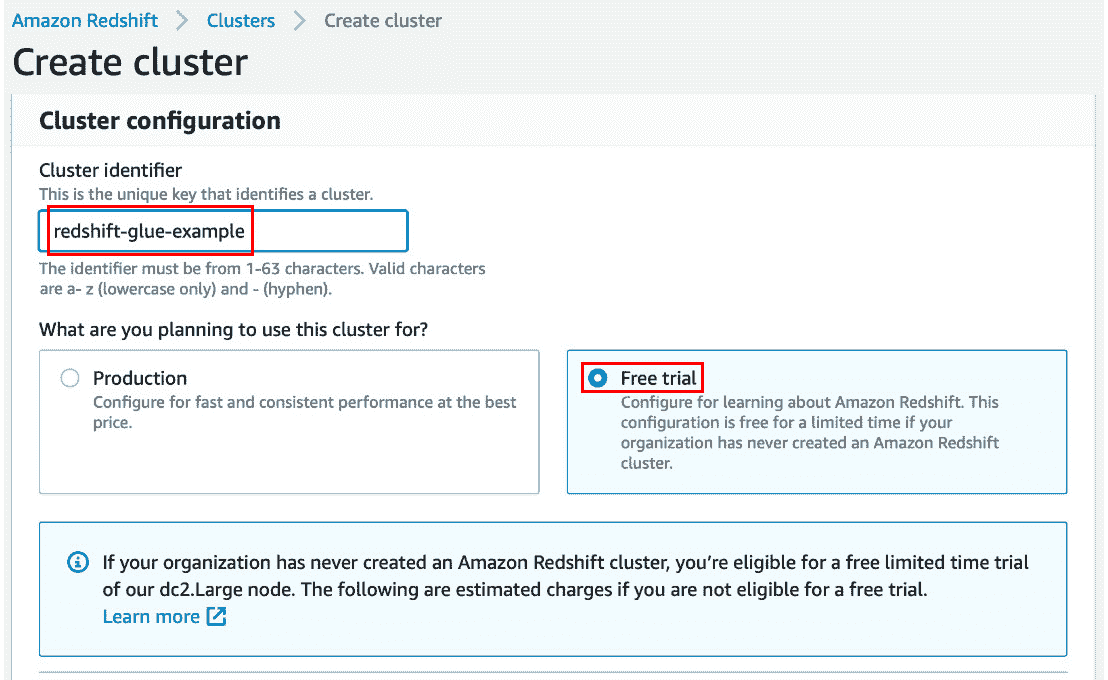 Amazon Redshift > Clusters > Create cluster
Create cluster
Cluster configuration
Cluster identifier
This is the unique key that identifies a cluster.
redshift-glue-example
The identifier must be from 1-63 characters. Valid characters
are a- z (lowercase only) and - (hyphen).
What are you planning to use this cluster for?
Production
Configure for fast and consistent performance at the best
price.
Free trial
Configure for learning about Amazon Redshift. This
configuration is free for a limited time if your
organization has never created an Amazon Redshift
cluster.
If your organization has never created an Amazon Redshift cluster, you’re eligible for a free limited time trial
of our dc2.Large node. The following are estimated charges if you are not eligible for a free trial.
Learn more